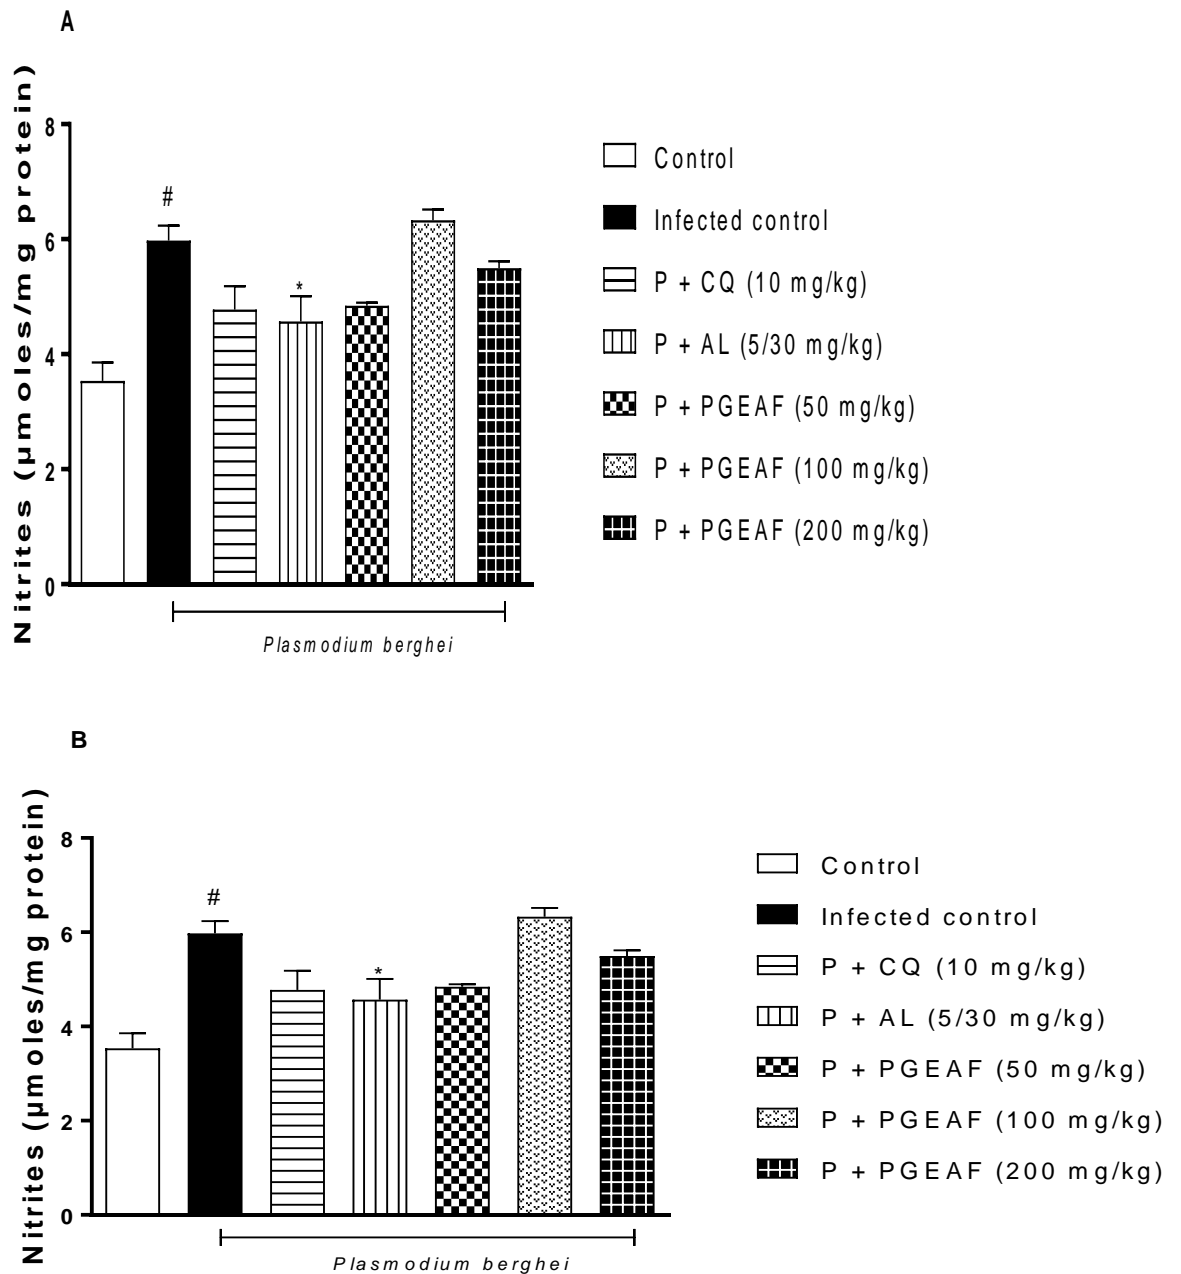 A
Nitrites (µmoles/mg protein)
8
6
4
2
0
#
*
Plasmodium berghei
Control
Infected control
P + CQ (10 mg/kg)
P + AL (5/30 mg/kg)
P + PGEAF (50 mg/kg)
P + PGEAF (100 mg/kg)
P + PGEAF (200 mg/kg)
B
Nitrites (µmoles/mg protein)
8
6
4
2
0
#
*
Plasmodium berghei
Control
Infected control
P + CQ (10 mg/kg)
P + AL (5/30 mg/kg)
P + PGEAF (50 mg/kg)
P + PGEAF (100 mg/kg)
P + PGEAF (200 mg/kg)